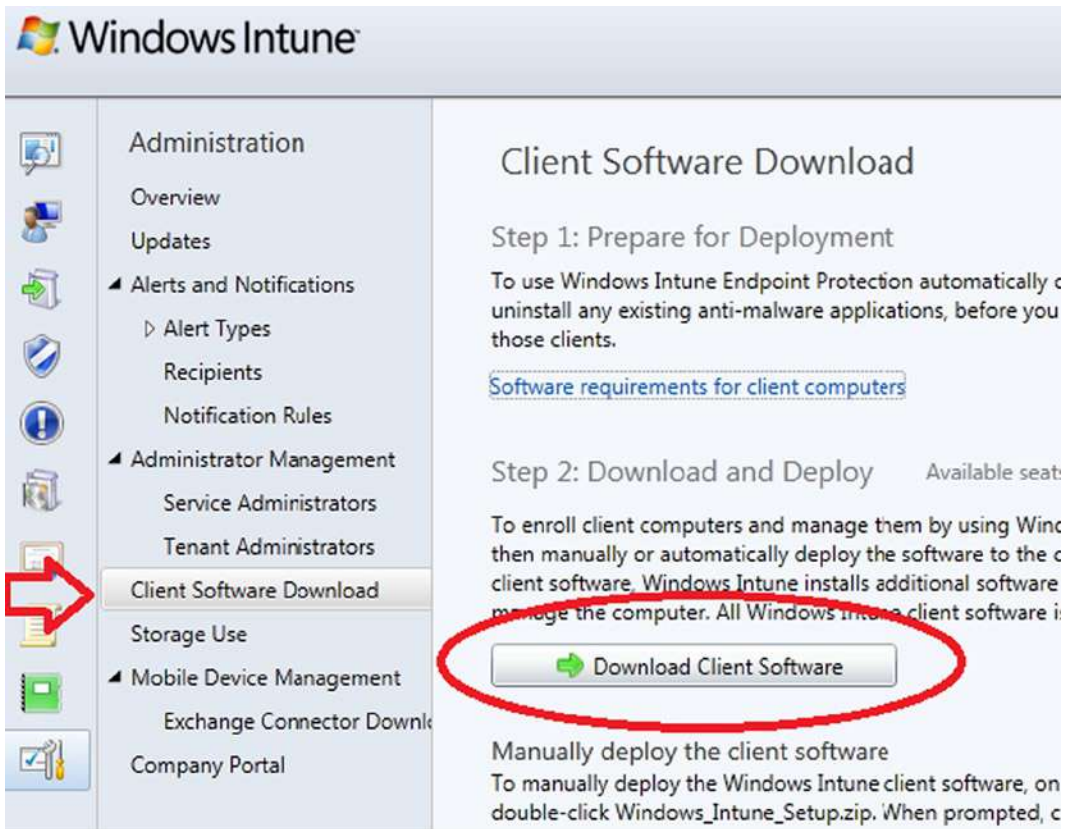 Windows Intune
Administration
Overview
Updates
Alerts and Notifications
Alert Types
Recipients
Notification Rules
Administrator Management
Service Administrators
Tenant Administrators
Client Software Download
Storage Use
Mobile Device Management
Exchange Connector Downl
Company Portal
Client Software Download
Step 1: Prepare for Deployment
To use Windows Intune Endpoint Protection automatically
uninstall any existing anti-malware applications, before you
those clients.
Software requirements for client computers
Step 2: Download and Deploy Available seats
To enroll client computers and manage them by using Wind
then manually or automatically deploy the software to the
client software, Windows Intune installs additional software
manage the computer. All Windows Intune client software is
Download Client Software
Manually deploy the client software
To manually deploy the Windows Intune client software, on
double-click Windows_Intune_Setup.zip. When prompted, c